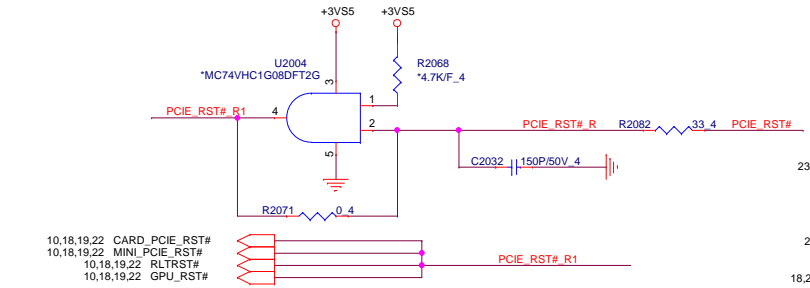 +3VS5 +3VS5
U2004
*MC74VHC1G08DFT2G
R2068
*4.7K/F_4
3
1
PCIE_RST#_R1 4
2 PCIE_RST#_R R2082 33_4 PCIE_RST#
5
C2032 150P/50V_4
23
R2071 0_4
10,18,19,22 CARD_PCIE_RST#
10,18,19,22 MINI_PCIE_RST#
10,18,19,22 RLTRST#
10,18,19,22 GPU_RST#
PCIE_RST#_R1
2
18,2